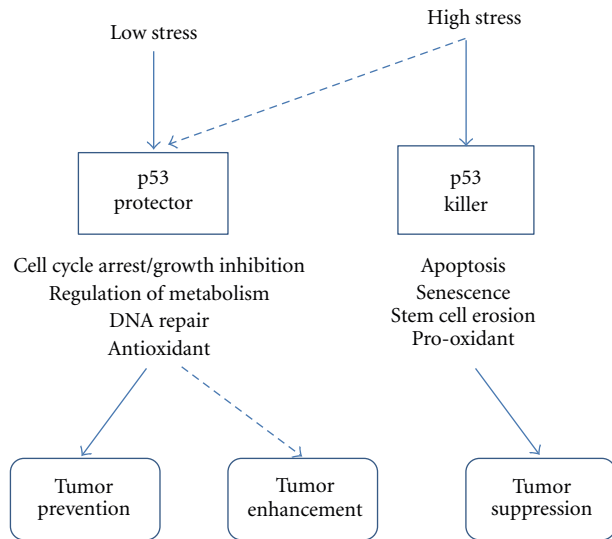 Low stress
High stress
p53
protector
p53
killer
Cell cycle arrest/growth inhibition
Regulation of metabolism
DNA repair
Antioxidant
Apoptosis
Senescence
Stem cell erosion
Pro-oxidant
Tumor
prevention
Tumor
enhancement
Tumor
suppression